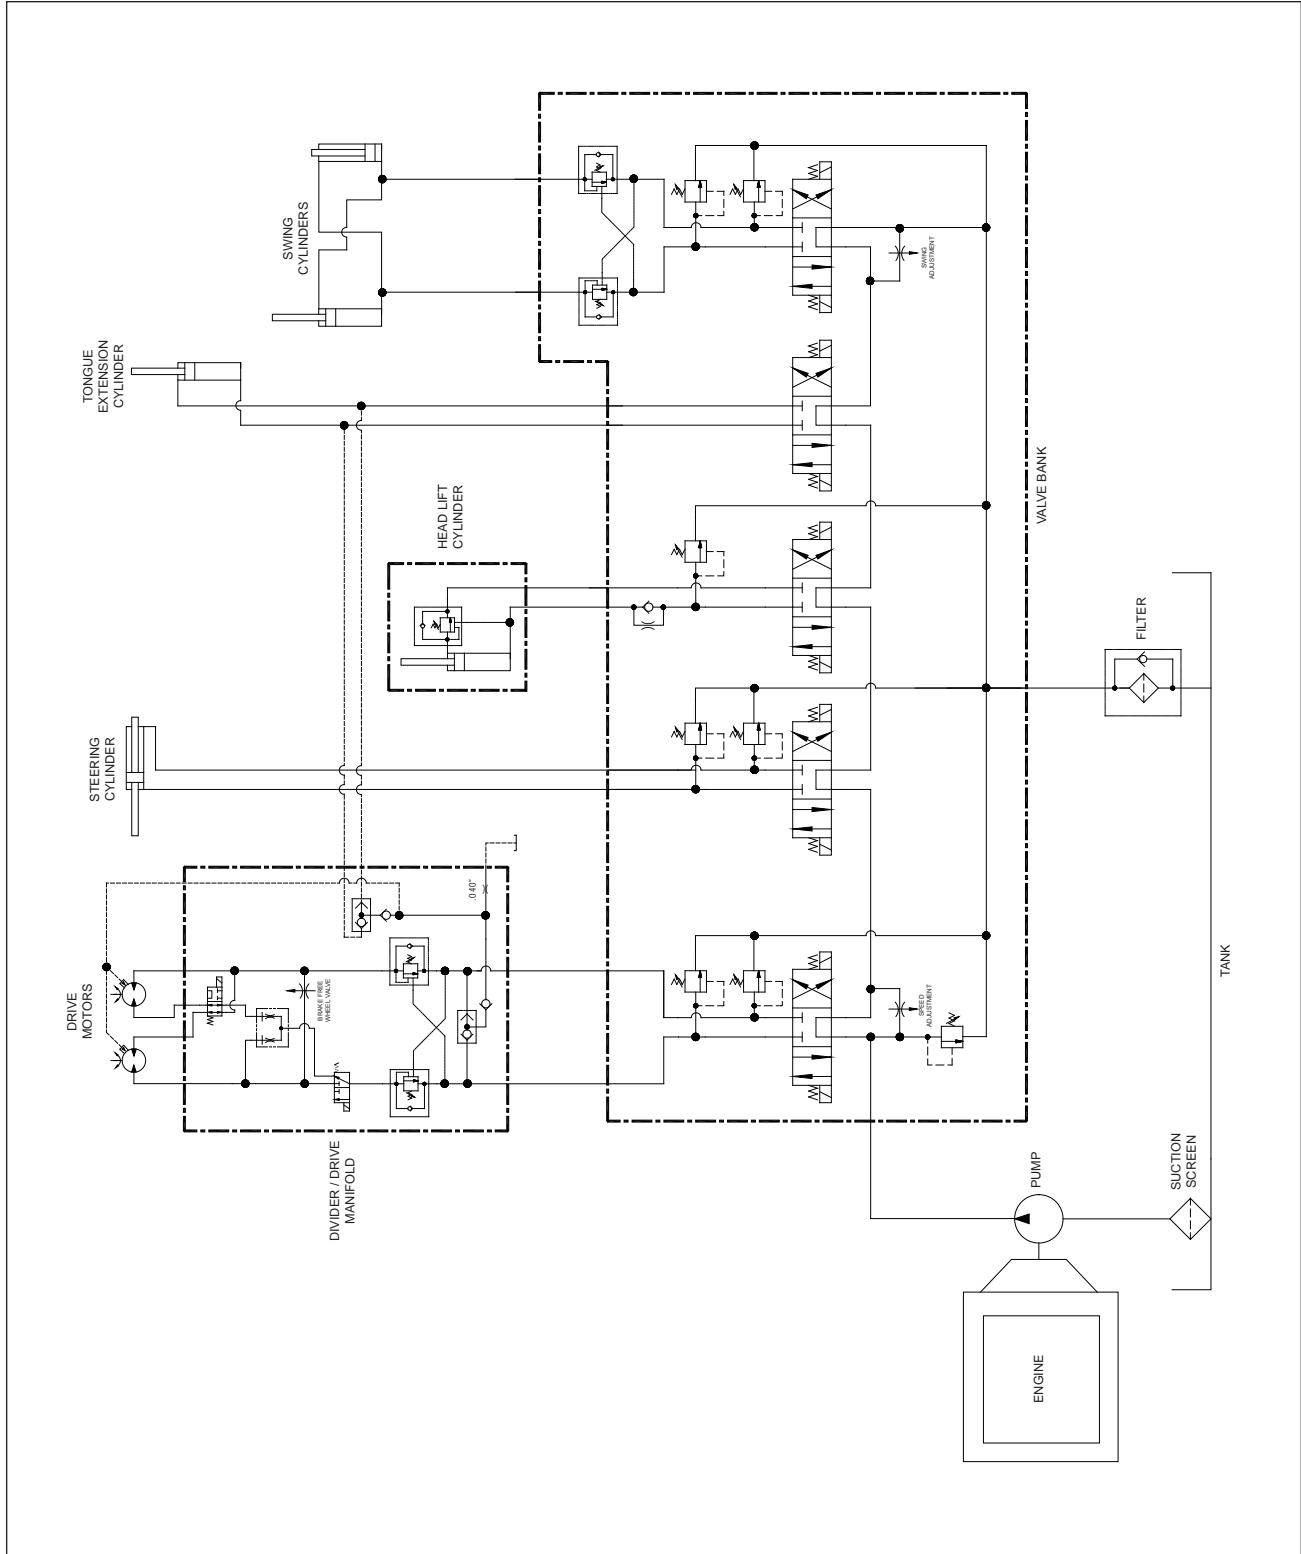 SWING
CYLINDERS
TONGUE
EXTENSION
CYLINDER
HEAD LIFT
CYLINDER
STEERING
CYLINDER
DRIVE
MOTORS
.040"
BRAKE FREE
WHEEL VALVE
DIVIDER / DRIVE
MANIFOLD
SWING
ADJUSTMENT
SPEED
ADJUSTMENT
VALVE BANK
FILTER
TANK
PUMP
SUCTION
SCREEN
ENGINE